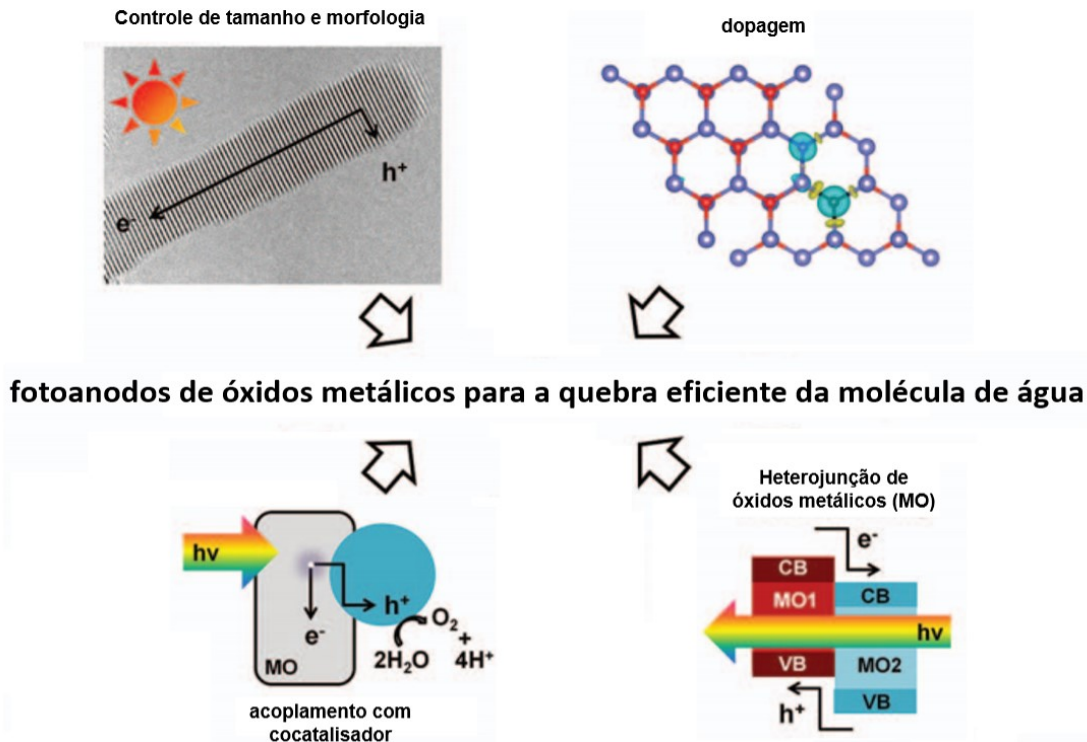 Controle de tamanho e morfologia
h⁺
e⁻
dopagem
fotoanodos de óxidos metálicos para a quebra eficiente da molécula de água
hν
h⁺
e⁻
MO
O₂
+
2H₂O
4H⁺
acoplamento com
cocatalisador
Heterojunção de
óxidos metálicos (MO)
e⁻
CB
MO1
CB
hν
VB
MO2
VB
h⁺